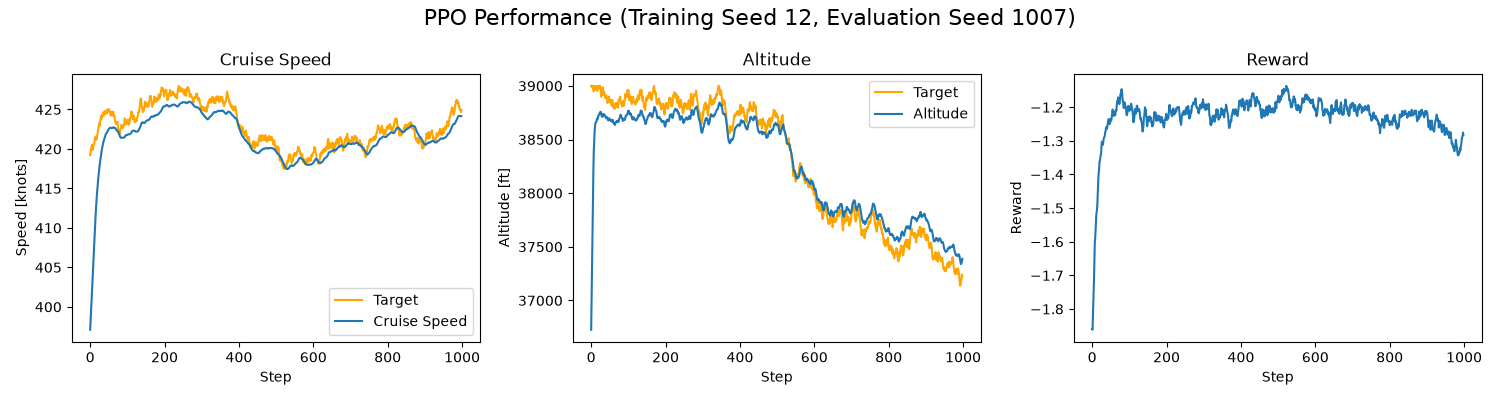 PPO Performance (Training Seed 12, Evaluation Seed 1007)
Cruise Speed
Speed [knots]
425
420
415
410
405
400
0 200 400 600 800 1000
Step
Target
Cruise Speed
Altitude
Altitude [ft]
39000
38500
38000
37500
37000
0 200 400 600 800 1000
Step
Target
Altitude
Reward
Reward
−1.2
−1.3
−1.4
−1.5
−1.6
−1.7
−1.8
0 200 400 600 800 1000
Step